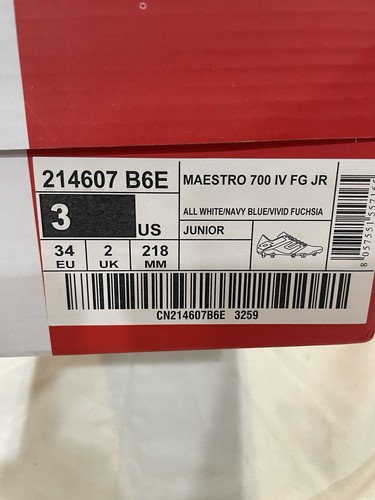 214607 B6E
MAESTRO 700 IV FG JR
3 US
ALL WHITE/NAVY BLUE/VIVID FUCHSIA
JUNIOR
34 EU
2 UK
218 MM
CN214607B6E 3259